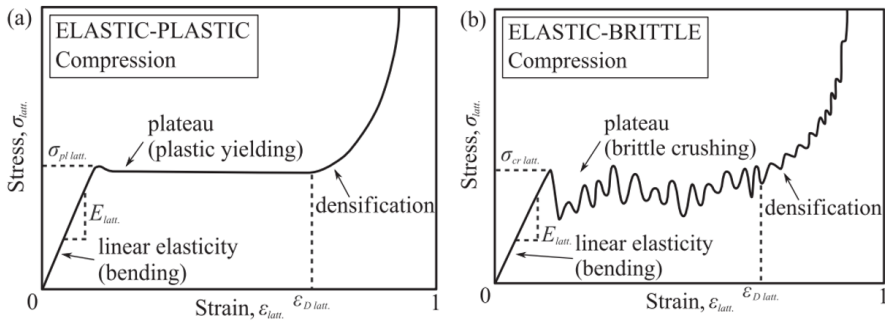 (a)
ELASTIC-PLASTIC
Compression
Stress, σlatt.
σpl latt.
plateau
(plastic yielding)
Elatt.
densification
linear elasticity
(bending)
0
Strain, εlatt.
εD latt.
1
(b)
ELASTIC-BRITTLE
Compression
Stress, σlatt.
σcr latt.
plateau
(brittle crushing)
densification
Elatt.
linear elasticity
(bending)
0
Strain, εlatt.
εD latt.
1